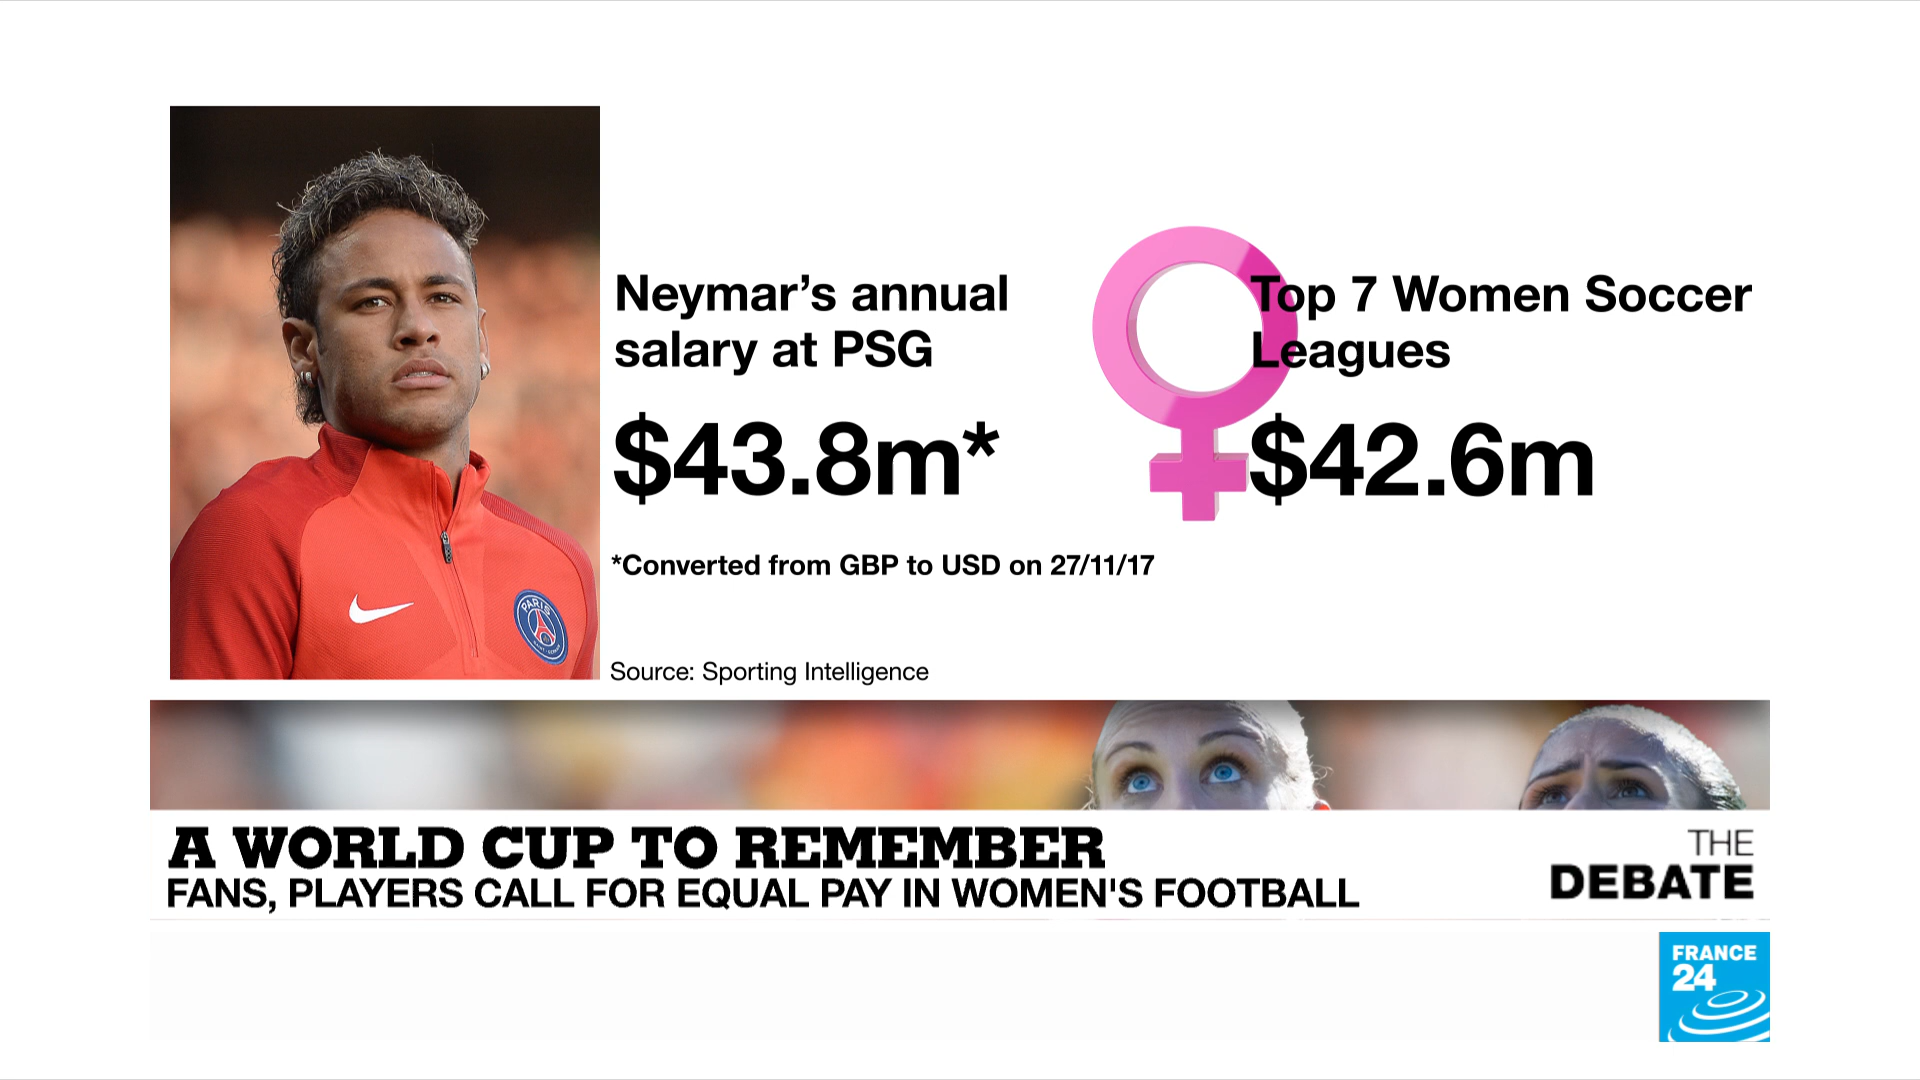 Neymar’s annual
salary at PSG
$43.8m*
*Converted from GBP to USD on 27/11/17
Source: Sporting Intelligence
Top 7 Women Soccer
Leagues
$42.6m
PARIS
A WORLD CUP TO REMEMBER
FANS, PLAYERS CALL FOR EQUAL PAY IN WOMEN'S FOOTBALL
THE
DEBATE
FRANCE
24